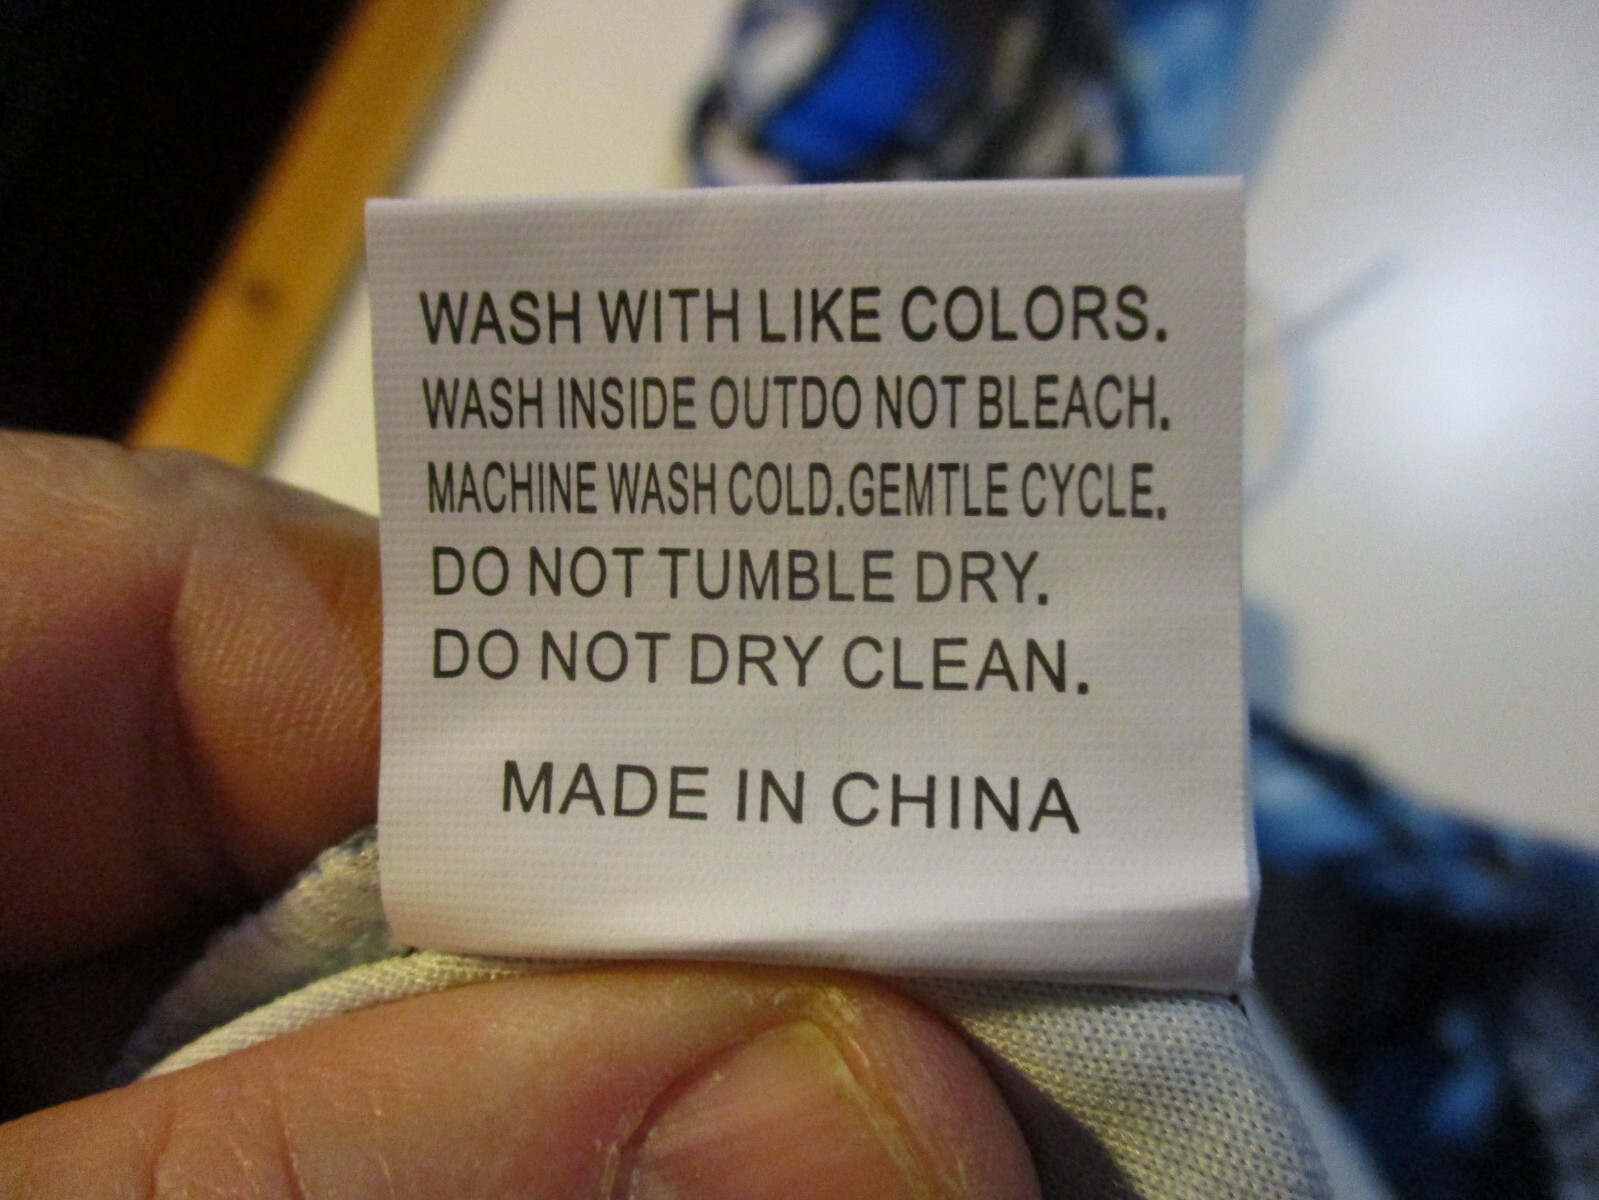 WASH WITH LIKE COLORS.
WASH INSIDE OUTDO NOT BLEACH.
MACHINE WASH COLD.GEMTLE CYCLE.
DO NOT TUMBLE DRY.
DO NOT DRY CLEAN.
MADE IN CHINA